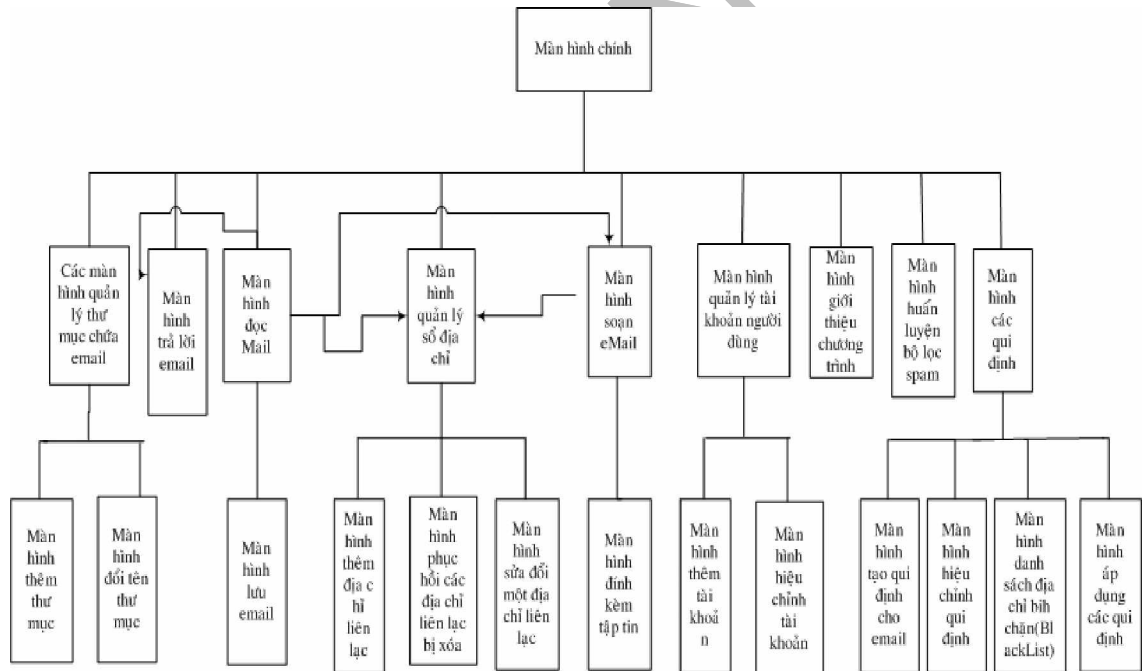 Màn hình chính
Các màn
hình quản
lý thư
mục chứa
email
Màn
hình
trả lời
email
Màn
hình
đọc
Mail
Màn
hình
quản lý
sổ địa
chỉ
Màn
hình
soạn
eMail
Màn hình
quản lý tài
khoản người
dùng
Màn
hình
giới
thiệu
chương
trình
Màn
hình
huấn
luyện
bộ lọc
spam
Màn
hình
các
qui
định
Màn
hình
thêm
thư
mục
Màn
hình
đổi tên
thư
mục
Màn
hình
lưu
email
Màn
hình
thêm
địa c
hỉ
liên
lạc
Màn
hình
phục
hồi các
địa chỉ
liên lạc
bị xóa
Màn
hình
sửa đổi
một địa
chỉ liên
lạc
Màn
hình
đính
kèm
tập tin
Màn
hình
thêm
tài
khoả
n
Màn
hình
hiệu
chỉnh
tài
khoản
Màn
hình
tạo qui
định
cho
email
Màn
hình
hiệu
chỉnh
qui
định
Màn
hình
danh
sách địa
chỉ bih
chặn(Bl
ackList)
Màn
hình
áp
dụng
các
qui định